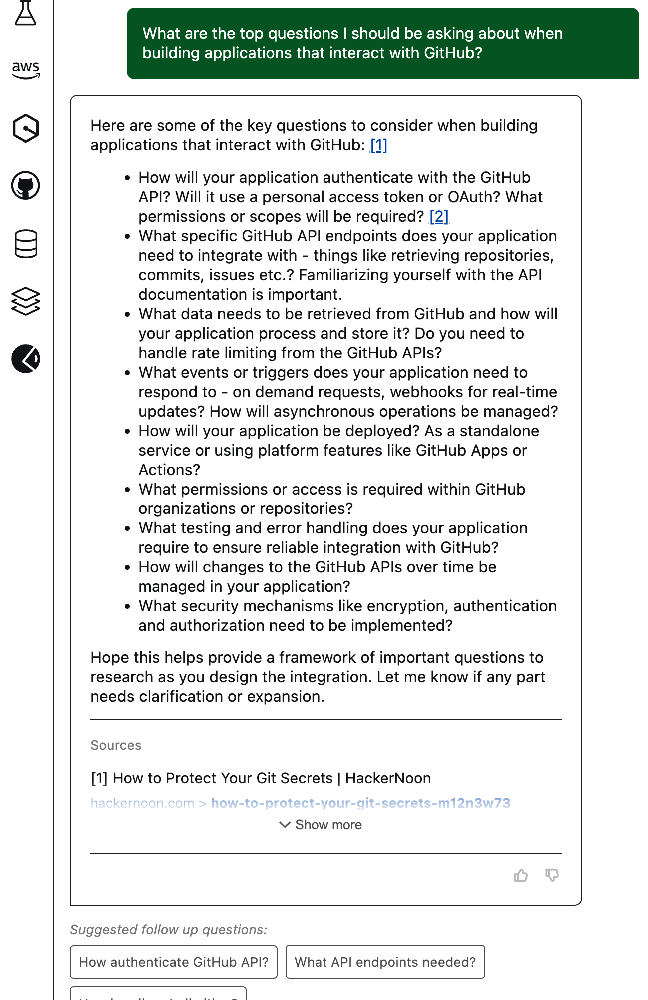 What are the top questions I should be asking about when
building applications that interact with GitHub?
aws
Here are some of the key questions to consider when building
applications that interact with GitHub: [1]
• How will your application authenticate with the GitHub
API? Will it use a personal access token or OAuth? What
permissions or scopes will be required? [2]
• What specific GitHub API endpoints does your application
need to integrate with - things like retrieving repositories,
commits, issues etc.? Familiarizing yourself with the API
documentation is important.
• What data needs to be retrieved from GitHub and how will
your application process and store it? Do you need to
handle rate limiting from the GitHub APIs?
• What events or triggers does your application need to
respond to - on demand requests, webhooks for real-time
updates? How will asynchronous operations be managed?
• How will your application be deployed? As a standalone
service or using platform features like GitHub Apps or
Actions?
• What permissions or access is required within GitHub
organizations or repositories?
• What testing and error handling does your application
require to ensure reliable integration with GitHub?
• How will changes to the GitHub APIs over time be
managed in your application?
• What security mechanisms like encryption, authentication
and authorization need to be implemented?
Hope this helps provide a framework of important questions to
research as you design the integration. Let me know if any part
needs clarification or expansion.
Sources
[1] How to Protect Your Git Secrets | HackerNoon
hackernoon.com > how-to-protect-your-git-secrets-m12n3w73
Show more
Suggested follow up questions:
How authenticate GitHub API?
What API endpoints needed?